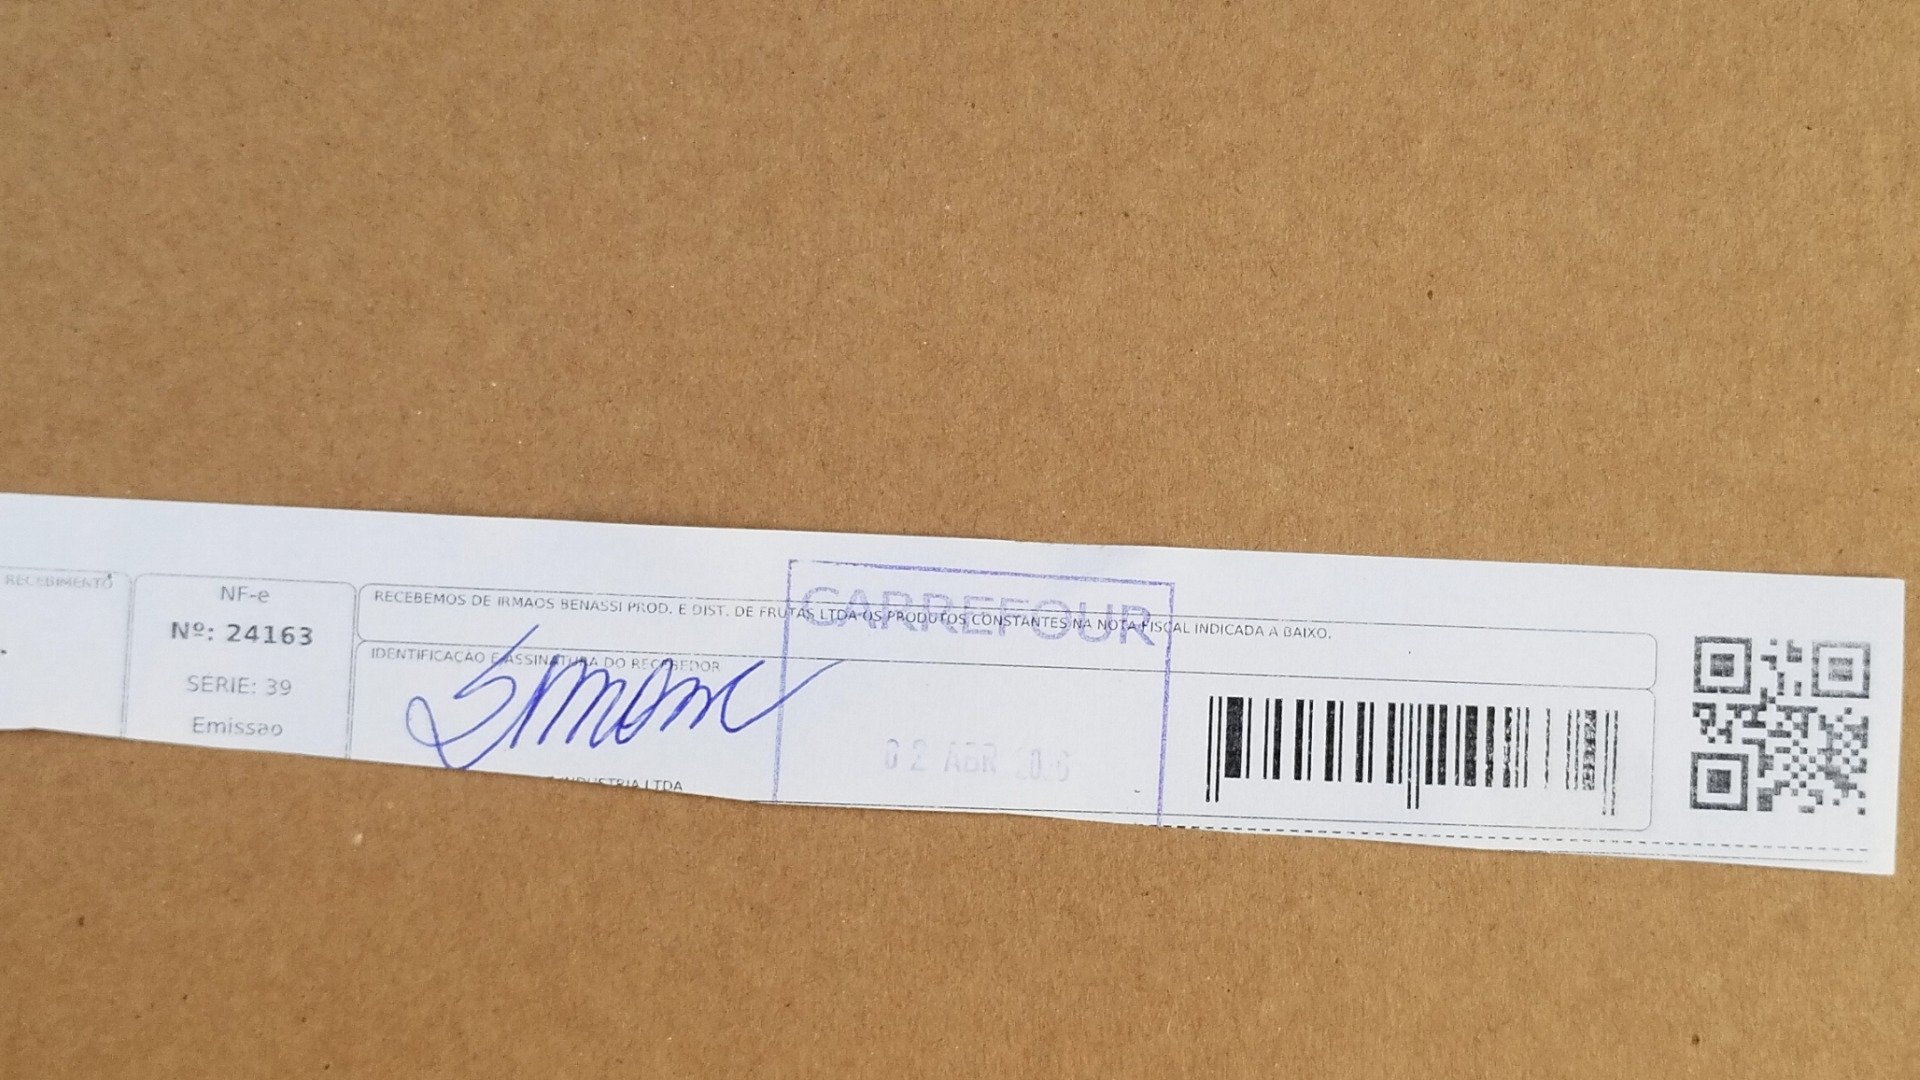 RECEBIMENTO
NF-e
Nº: 24163
SERIE: 39
Emissao
RECEBEMOS DE IRMAOS BENASSI PROD. E DIST. DE FRUTAS LTDA OS PRODUTOS CONSTANTES NA NOTA FISCAL INDICADA A BAIXO.
IDENTIFICACAO E ASSINATURA DO RECEBEDOR
Simone
INDUSTRIA LTDA
CARREFOUR
02 ABR